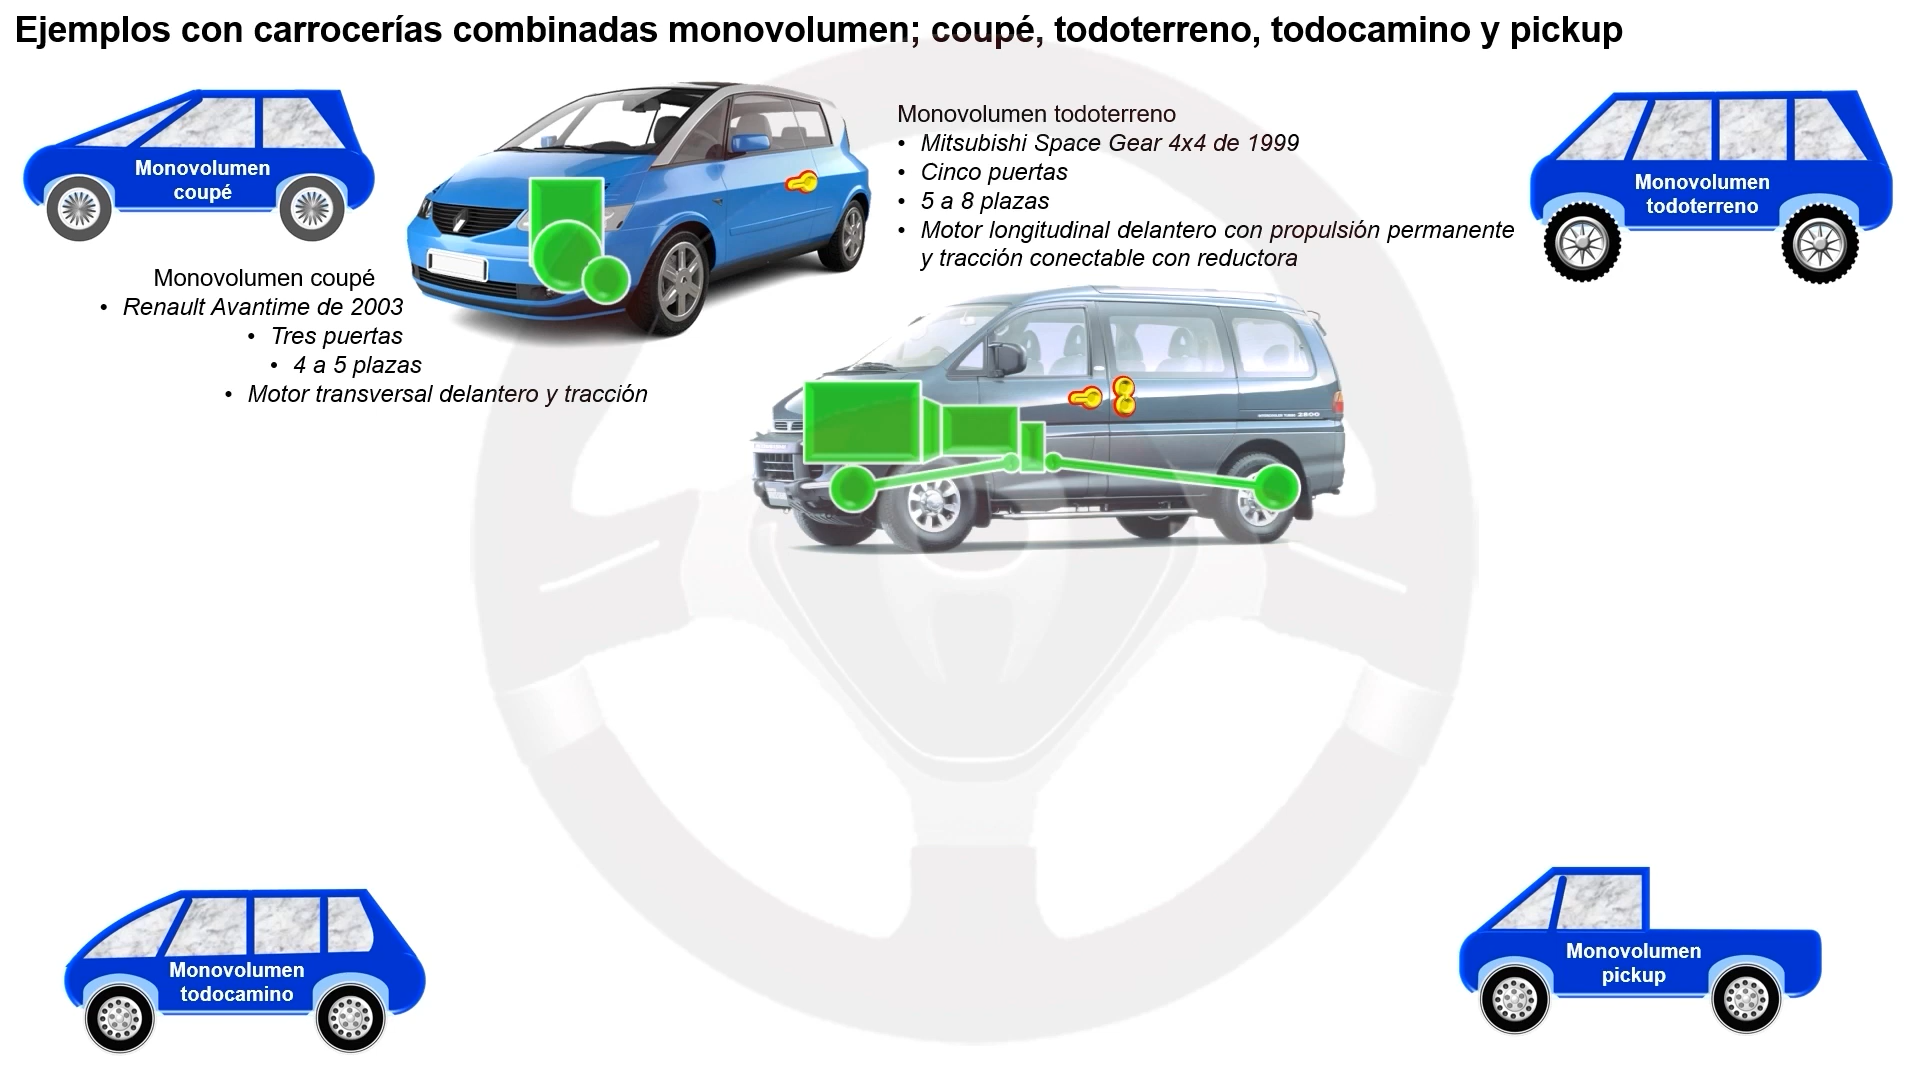 Ejemplos con carrocerías combinadas monovolumen; coupé, todoterreno, todocamino y pickup
Monovolumen
coupé
Monovolumen coupé
• Renault Avantime de 2003
• Tres puertas
• 4 a 5 plazas
• Motor transversal delantero y tracción
Monovolumen todoterreno
• Mitsubishi Space Gear 4x4 de 1999
• Cinco puertas
• 5 a 8 plazas
• Motor longitudinal delantero con propulsión permanente
y tracción conectable con reductora
Monovolumen
todoterreno
2800
Monovolumen
todocamino
Monovolumen
pickup